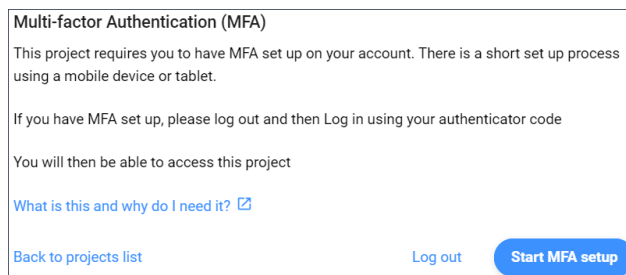 Multi-factor Authentication (MFA)
This project requires you to have MFA set up on your account. There is a short set up process
using a mobile device or tablet.
If you have MFA set up, please log out and then Log in using your authenticator code
You will then be able to access this project
What is this and why do I need it?
Back to projects list
Log out
Start MFA setup